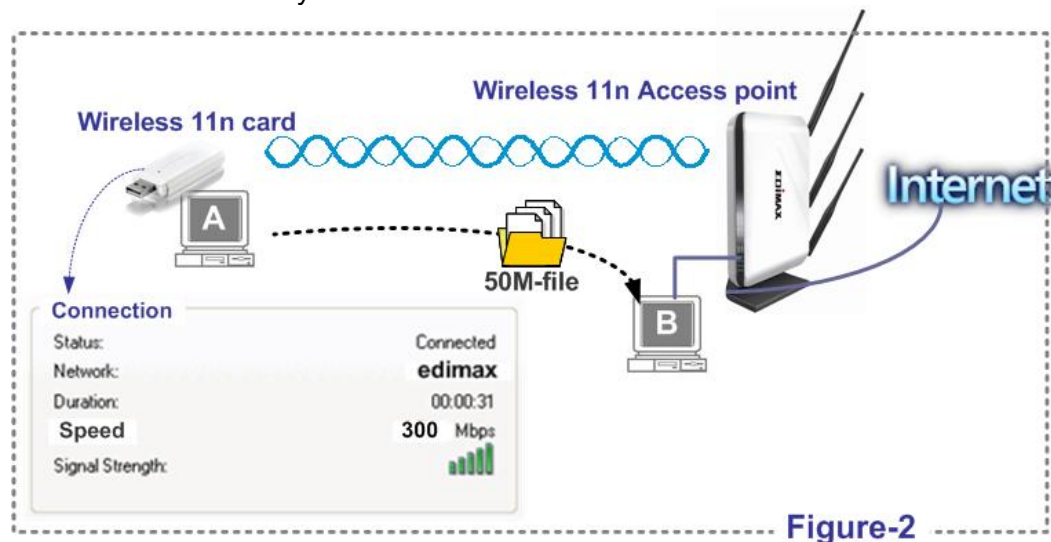 Wireless 11n Access point
Wireless 11n card
EDIMAX
Internet
A
50M-file
B
Connection
Status: Connected
Network: edimax
Duration: 00:00:31
Speed 300 Mbps
Signal Strength:
Figure-2